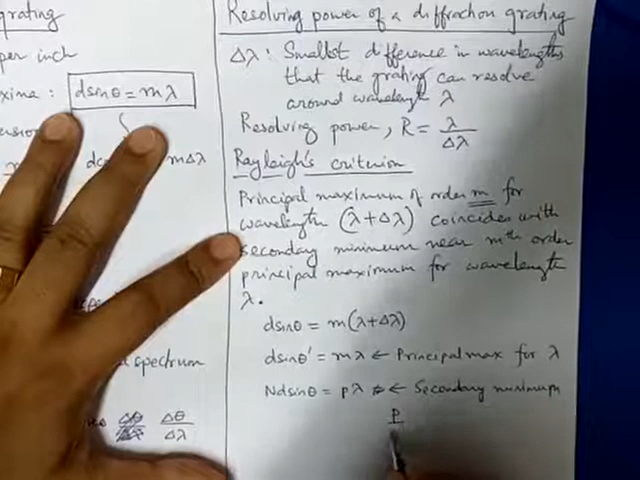 grating
per inch
maxima : dsinθ = mλ
mΔλ
spectrum
Δθ
Δλ
Resolving power of a diffraction grating
Δλ : Smallest difference in wavelengths
that the grating can resolve
around wavelength λ
Resolving power, R = λ/Δλ
Rayleigh's criterion
Principal maximum of order m for
wavelength (λ+Δλ) coincides with
secondary minimum near mth order
principal maximum for wavelength
λ.
dsinθ = m(λ+Δλ)
dsinθ' = mλ ← Principal max for λ
Ndsinθ = pλ ← Secondary minimum
P